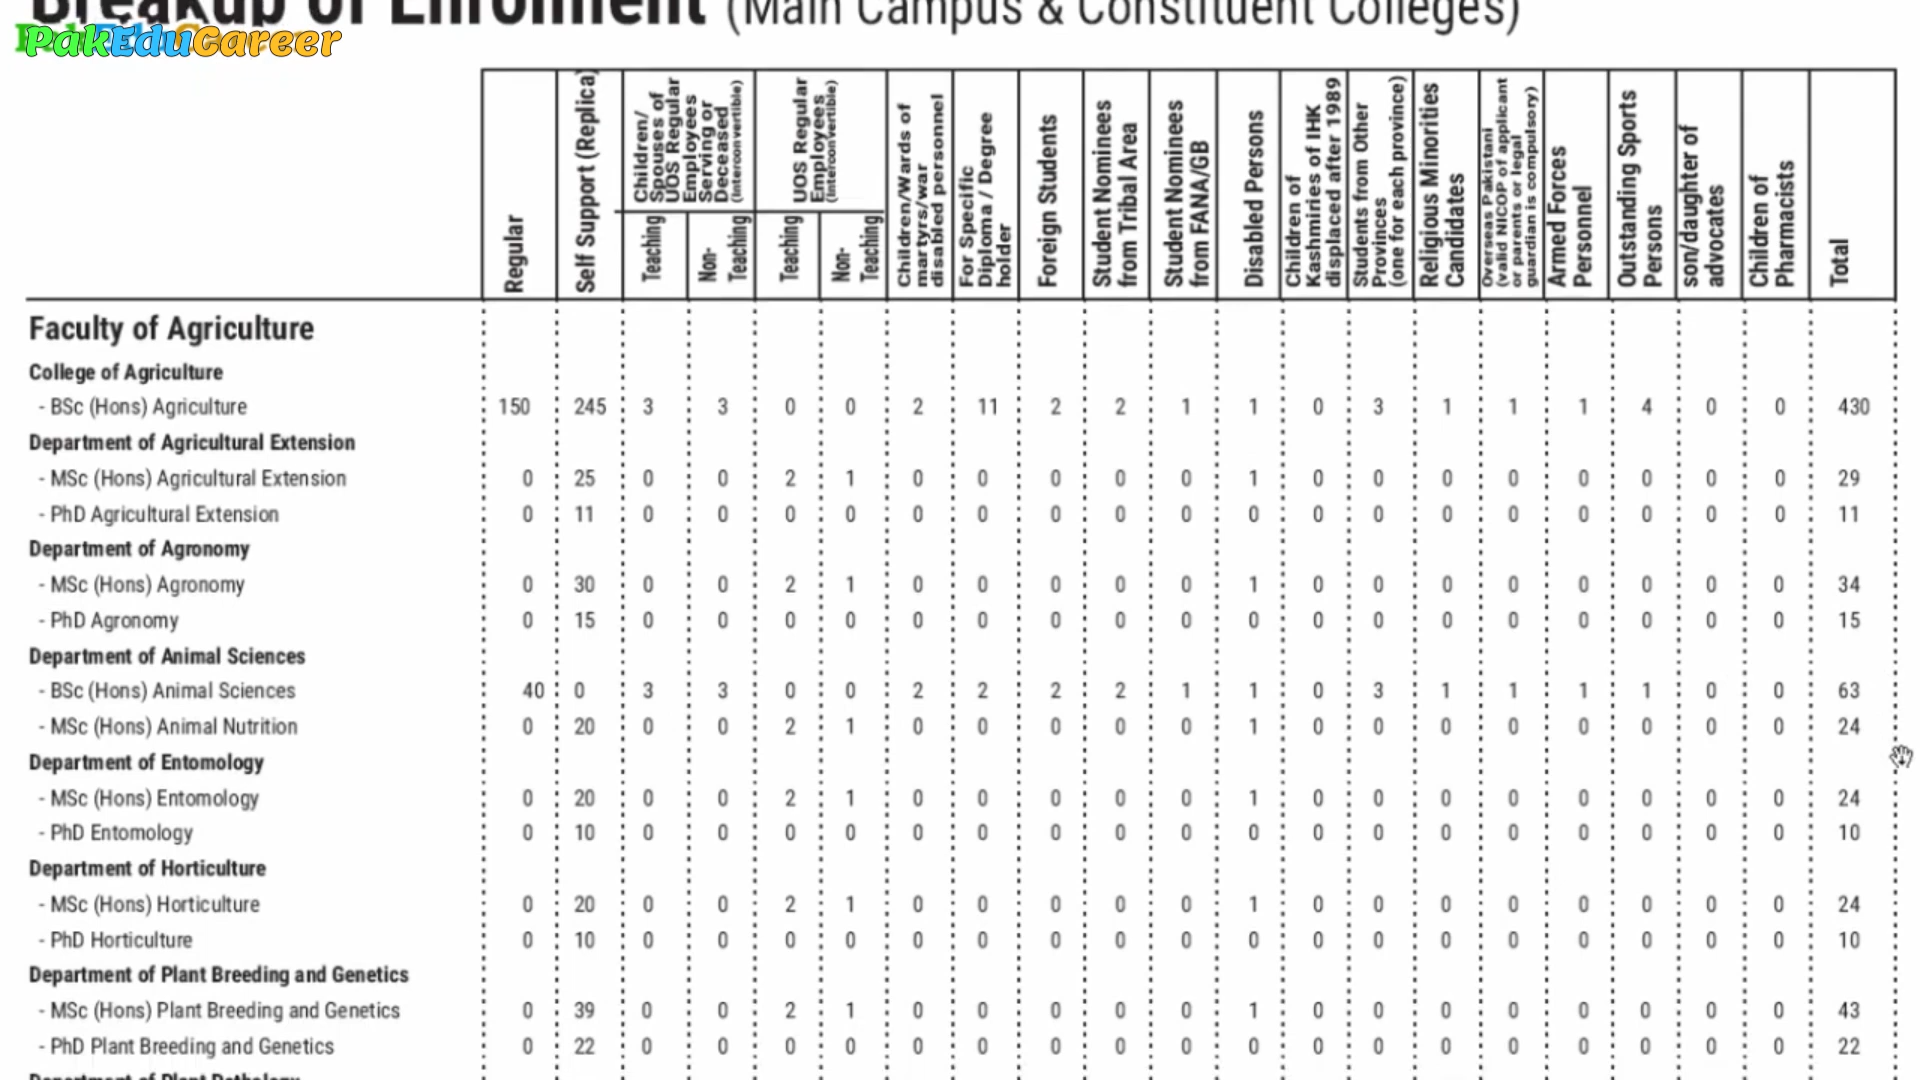 Breakup of Enrolment (Main Campus & Constituent Colleges)
PakEduCareer
Regular
Self Support (Replica)
Children/
Spouses of
UOS Regular
Employees
Serving or
Deceased
(interconvertible)
Teaching
Non-
Teaching
UOS Regular
Employees
(Interconvertible)
Teaching
Non-
Teaching
Children/Wards of
martyrs/war
disabled personnel
For Specific
Diploma / Degree
holder
Foreign Students
Student Nominees
from Tribal Area
Student Nominees
from FANA/GB
Disabled Persons
Children of
Kashmiries of IHK
displaced after 1989
Students from Other
Provinces
(one for each province)
Religious Minorities
Candidates
Overseas Pakistani
(valid NICOP of applicant
or parents or legal
guardian is compulsory)
Armed Forces
Personnel
Outstanding Sports
Persons
son/daughter of
advocates
Children of
Pharmacists
Total
Faculty of Agriculture
College of Agriculture
- BSc (Hons) Agriculture 150 245 3 3 0 0 2 11 2 2 1 1 0 3 1 1 1 4 0 0 430
Department of Agricultural Extension
- MSc (Hons) Agricultural Extension 0 25 0 0 2 1 0 0 0 0 0 1 0 0 0 0 0 0 0 0 29
- PhD Agricultural Extension 0 11 0 0 0 0 0 0 0 0 0 0 0 0 0 0 0 0 0 0 11
Department of Agronomy
- MSc (Hons) Agronomy 0 30 0 0 2 1 0 0 0 0 0 1 0 0 0 0 0 0 0 0 34
- PhD Agronomy 0 15 0 0 0 0 0 0 0 0 0 0 0 0 0 0 0 0 0 0 15
Department of Animal Sciences
- BSc (Hons) Animal Sciences 40 0 3 3 0 0 2 2 2 2 1 1 0 3 1 1 1 1 0 0 63
- MSc (Hons) Animal Nutrition 0 20 0 0 2 1 0 0 0 0 0 1 0 0 0 0 0 0 0 0 24
Department of Entomology
- MSc (Hons) Entomology 0 20 0 0 2 1 0 0 0 0 0 1 0 0 0 0 0 0 0 0 24
- PhD Entomology 0 10 0 0 0 0 0 0 0 0 0 0 0 0 0 0 0 0 0 0 10
Department of Horticulture
- MSc (Hons) Horticulture 0 20 0 0 2 1 0 0 0 0 0 1 0 0 0 0 0 0 0 0 24
- PhD Horticulture 0 10 0 0 0 0 0 0 0 0 0 0 0 0 0 0 0 0 0 0 10
Department of Plant Breeding and Genetics
- MSc (Hons) Plant Breeding and Genetics 0 39 0 0 2 1 0 0 0 0 0 1 0 0 0 0 0 0 0 0 43
- PhD Plant Breeding and Genetics 0 22 0 0 0 0 0 0 0 0 0 0 0 0 0 0 0 0 0 0 22
Department of Plant Pathology